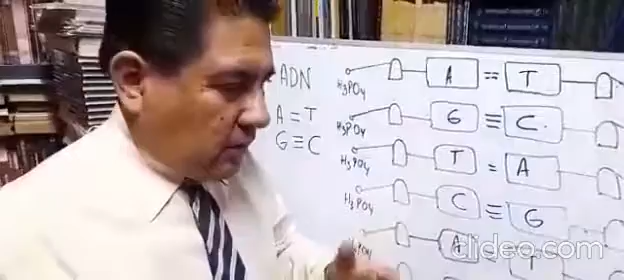 ADN
A = T
G ≡ C
H₃PO₄ A = T
H₃PO₄ G ≡ C
H₃PO₄ T = A
H₃PO₄ C ≡ G
H₃PO₄ A T
clideo.com